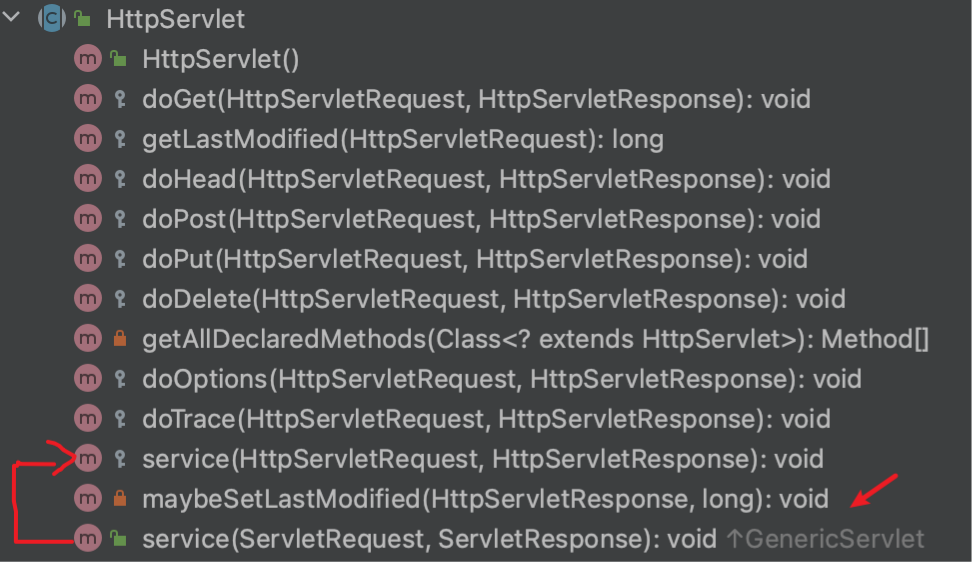 HttpServlet
HttpServlet()
doGet(HttpServletRequest, HttpServletResponse): void
getLastModified(HttpServletRequest): long
doHead(HttpServletRequest, HttpServletResponse): void
doPost(HttpServletRequest, HttpServletResponse): void
doPut(HttpServletRequest, HttpServletResponse): void
doDelete(HttpServletRequest, HttpServletResponse): void
getAllDeclaredMethods(Class<? extends HttpServlet>): Method[]
doOptions(HttpServletRequest, HttpServletResponse): void
doTrace(HttpServletRequest, HttpServletResponse): void
service(HttpServletRequest, HttpServletResponse): void
maybeSetLastModified(HttpServletResponse, long): void
service(ServletRequest, ServletResponse): void ↑GenericServlet